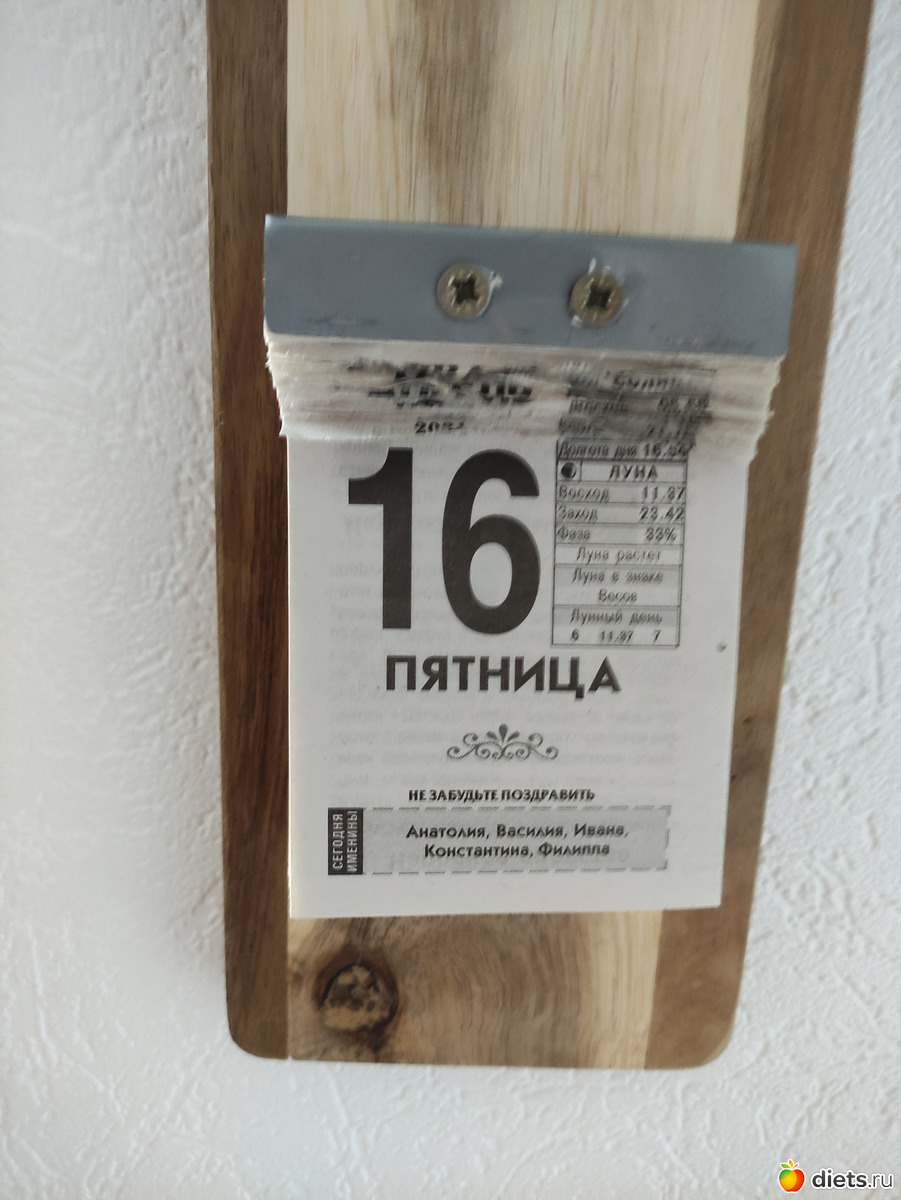 16
Долгота дня 16.54
ЛУНА
Восход 11.37
Заход 23.42
Фаза 33%
Луна растет
Луна в знаке
Весов
Лунный день
6 11.37 7
ПЯТНИЦА
НЕ ЗАБУДЬТЕ ПОЗДРАВИТЬ
СЕГОДНЯ
ИМЕНИНЫ
Анатолия, Василия, Ивана,
Константина, Филиппа
diets.ru